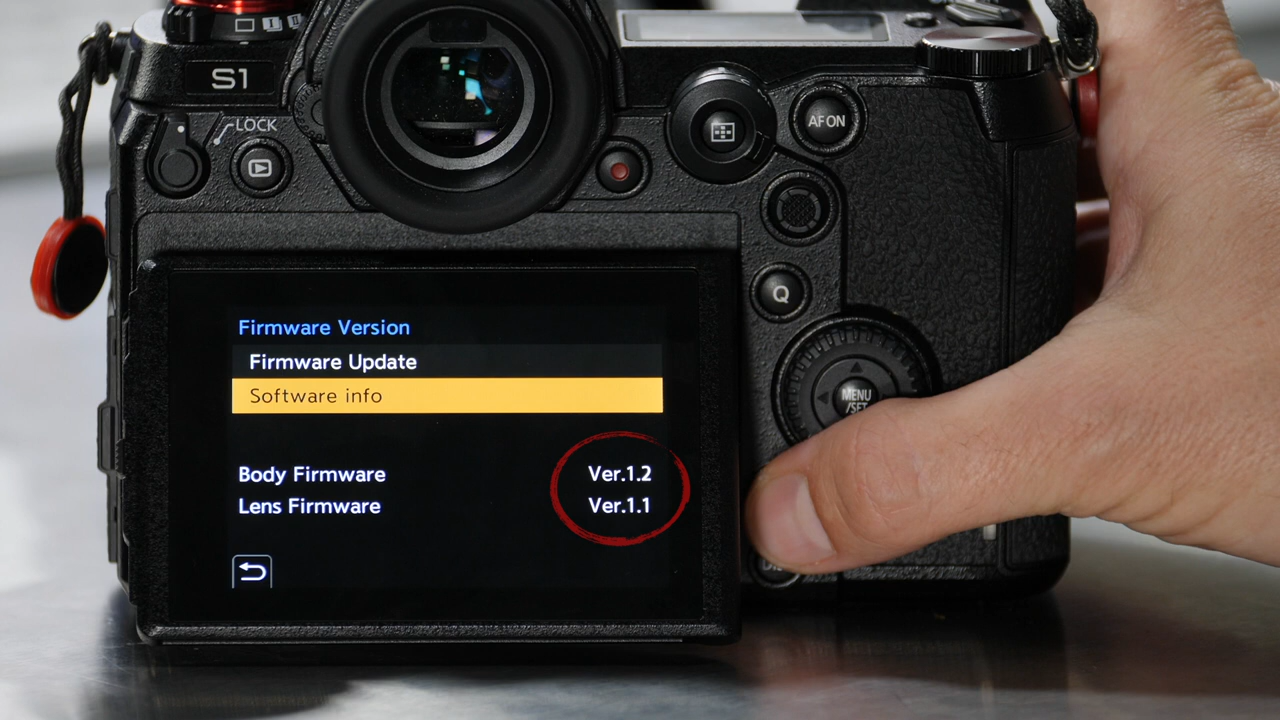 S1
LOCK
AF ON
Q
MENU
/SET
Firmware Version
Firmware Update
Software info
Body Firmware Ver.1.2
Lens Firmware Ver.1.1